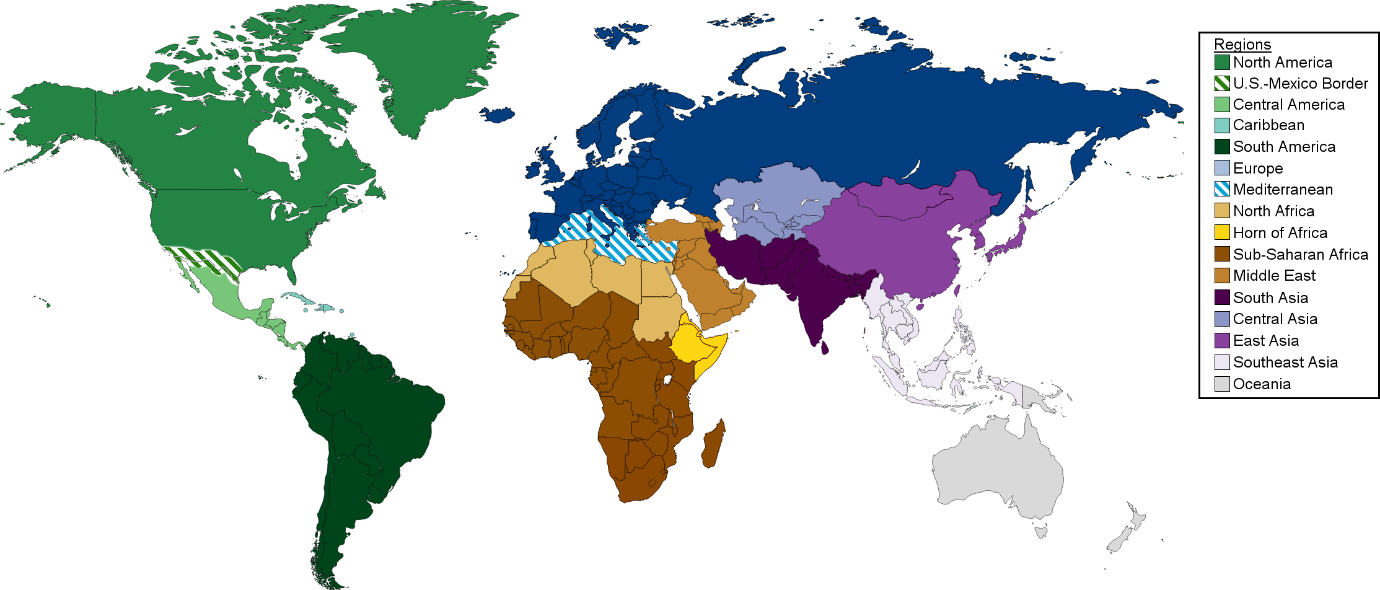 Regions
North America
U.S.-Mexico Border
Central America
Caribbean
South America
Europe
Mediterranean
North Africa
Horn of Africa
Sub-Saharan Africa
Middle East
South Asia
Central Asia
East Asia
Southeast Asia
Oceania